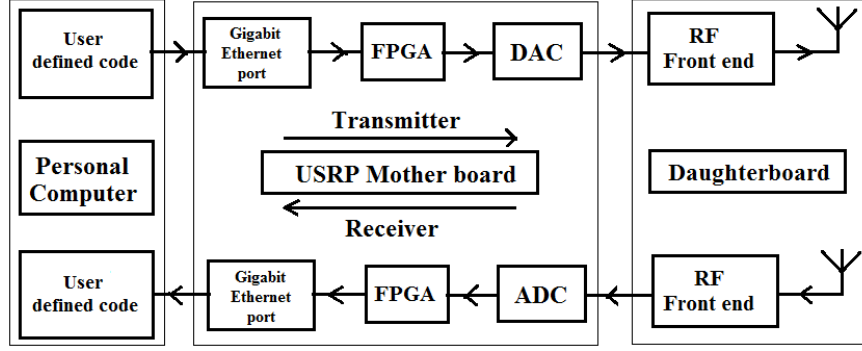 User
defined code
Gigabit
Ethernet
port
FPGA
DAC
RF
Front end
Transmitter
Personal
Computer
USRP Mother board
Daughterboard
Receiver
User
defined code
Gigabit
Ethernet
port
FPGA
ADC
RF
Front end